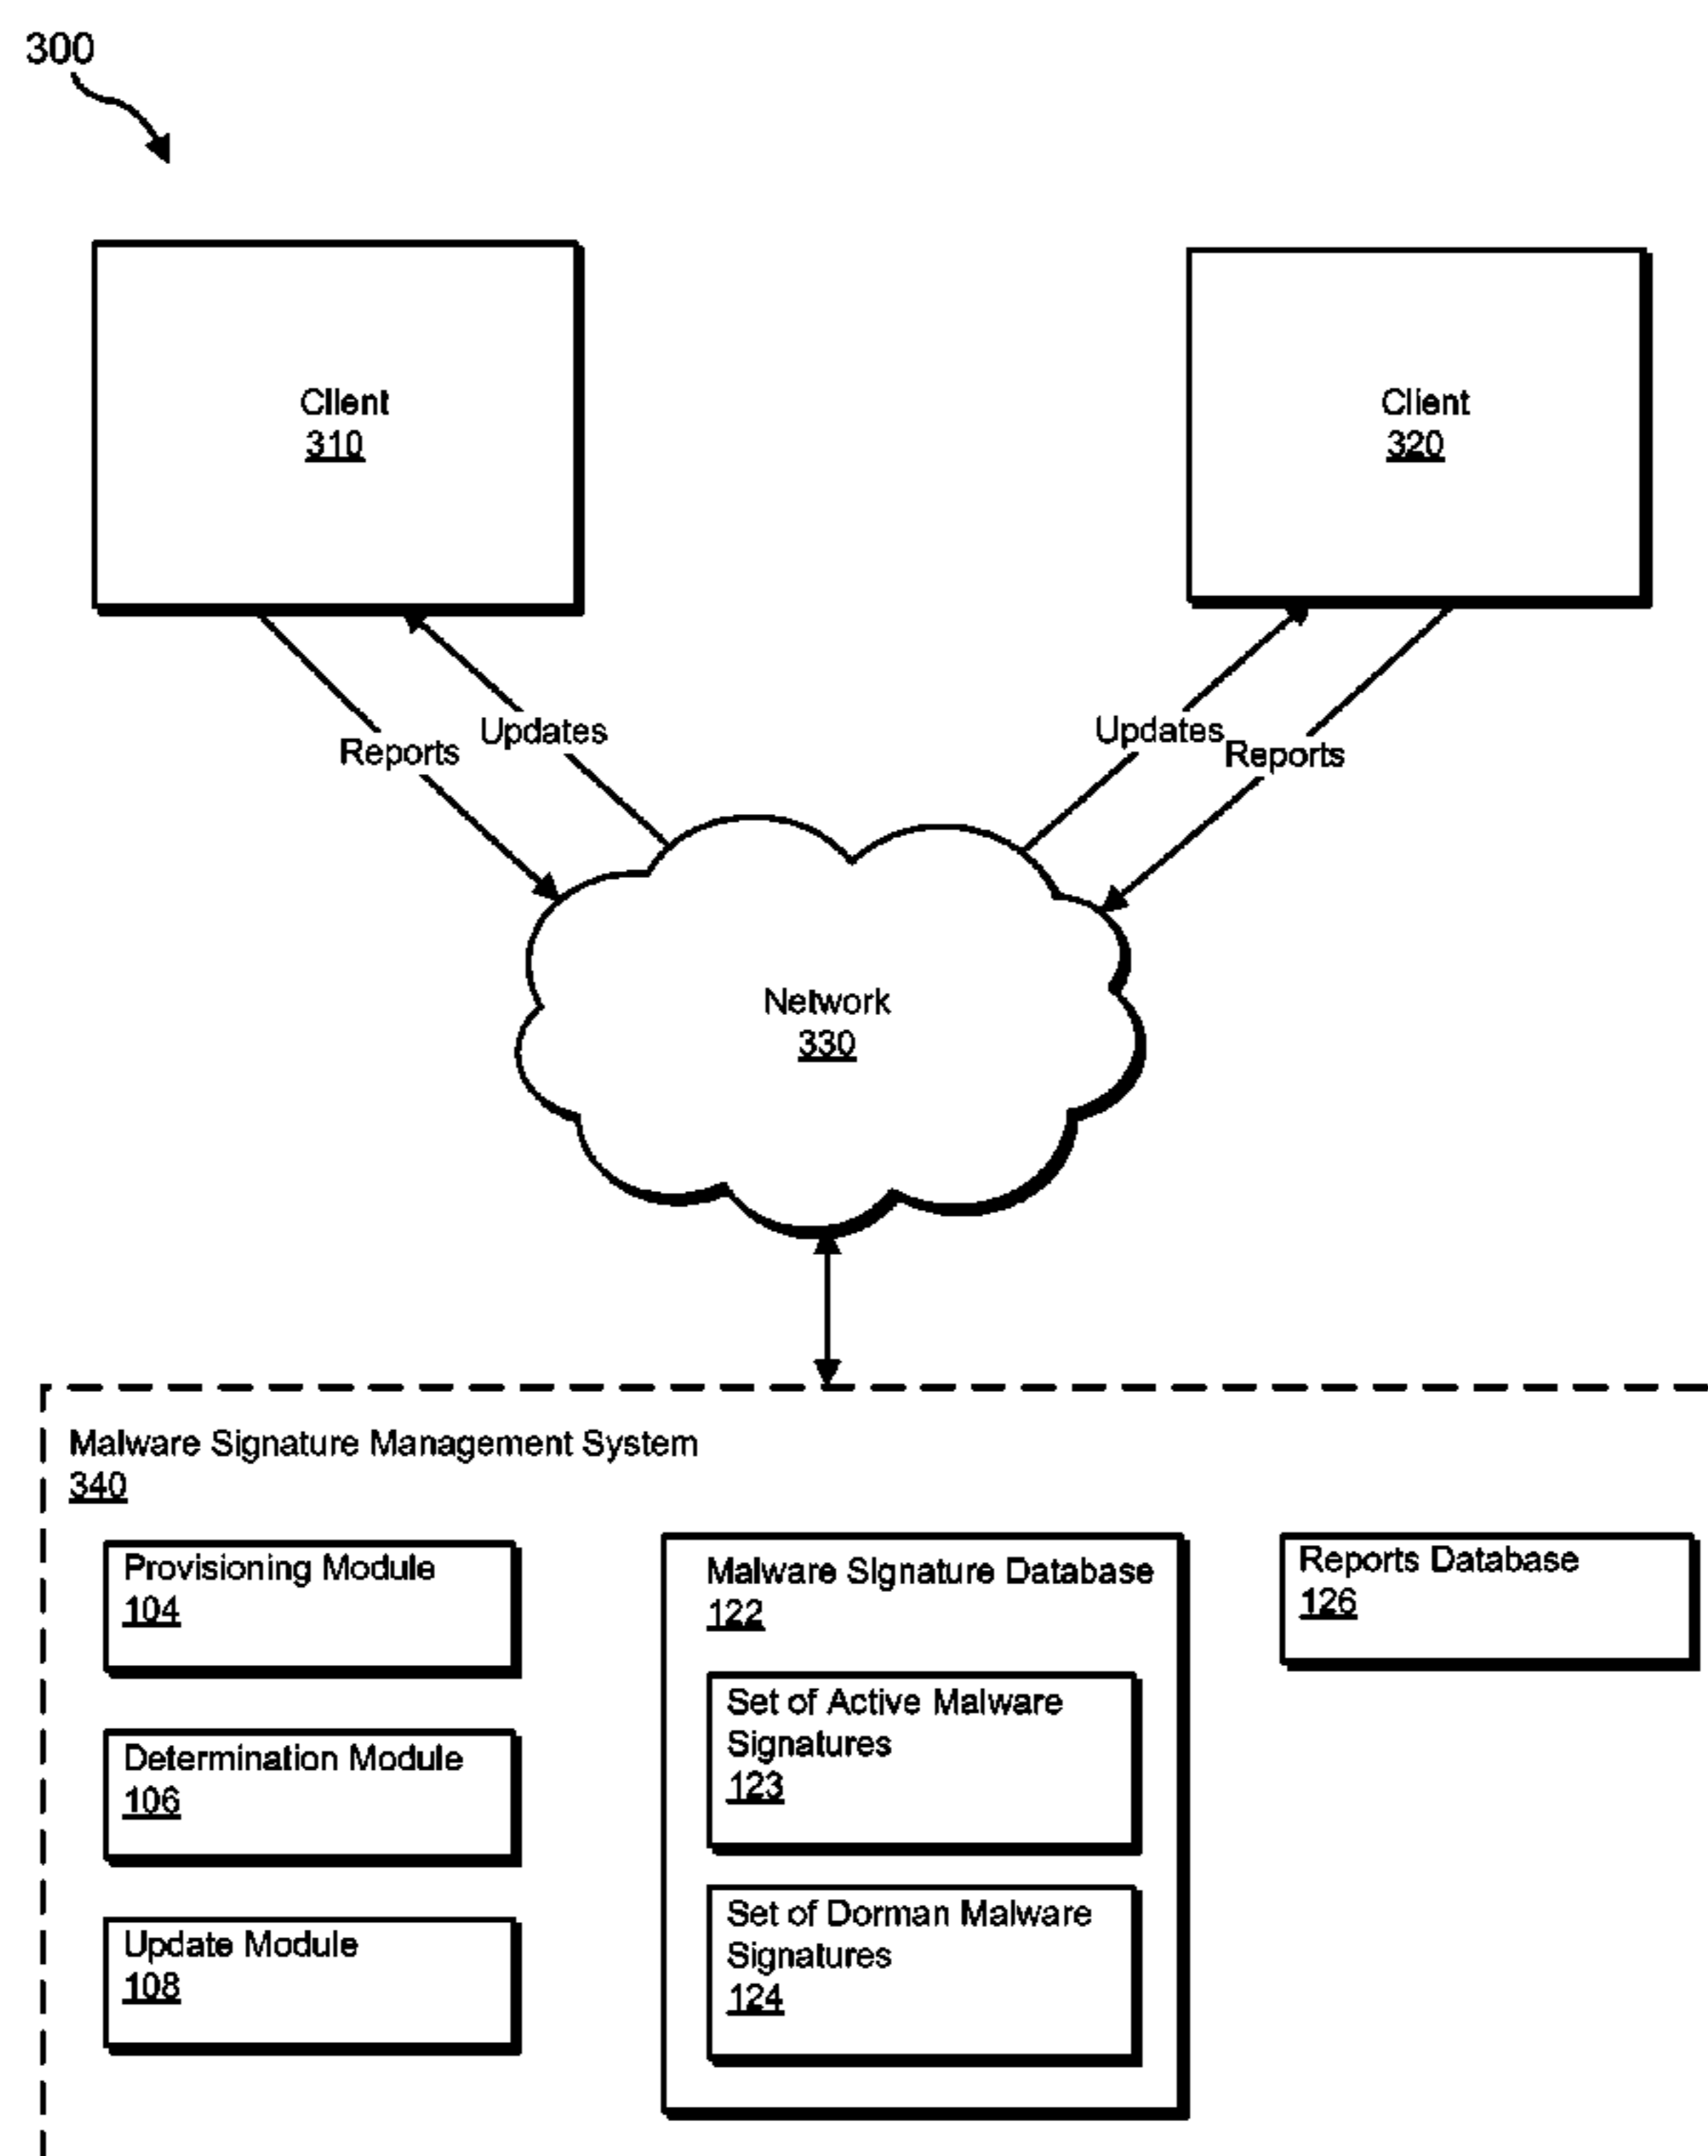 300
Client
310
Client
320
Reports
Updates
Updates
Reports
Network
330
Malware Signature Management System
340
Provisioning Module
104
Determination Module
106
Update Module
108
Malware Signature Database
122
Set of Active Malware
Signatures
123
Set of Dorman Malware
Signatures
124
Reports Database
126